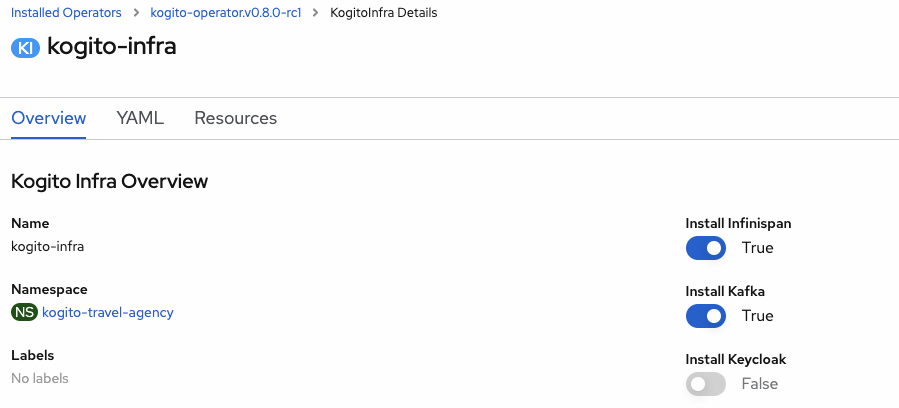 Installed Operators > kogito-operator.v0.8.0-rc1 > KogitoInfra Details
KI kogito-infra
Overview YAML Resources
Kogito Infra Overview
Name
kogito-infra
Namespace
NS kogito-travel-agency
Labels
No labels
Install Infinispan
True
Install Kafka
True
Install Keycloak
False